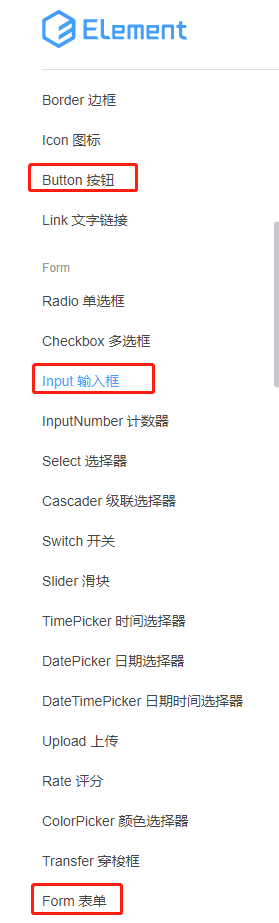 Element
Border 边框
Icon 图标
Button 按钮
Link 文字链接
Form
Radio 单选框
Checkbox 多选框
Input 输入框
InputNumber 计数器
Select 选择器
Cascader 级联选择器
Switch 开关
Slider 滑块
TimePicker 时间选择器
DatePicker 日期选择器
DateTimePicker 日期时间选择器
Upload 上传
Rate 评分
ColorPicker 颜色选择器
Transfer 穿梭框
Form 表单